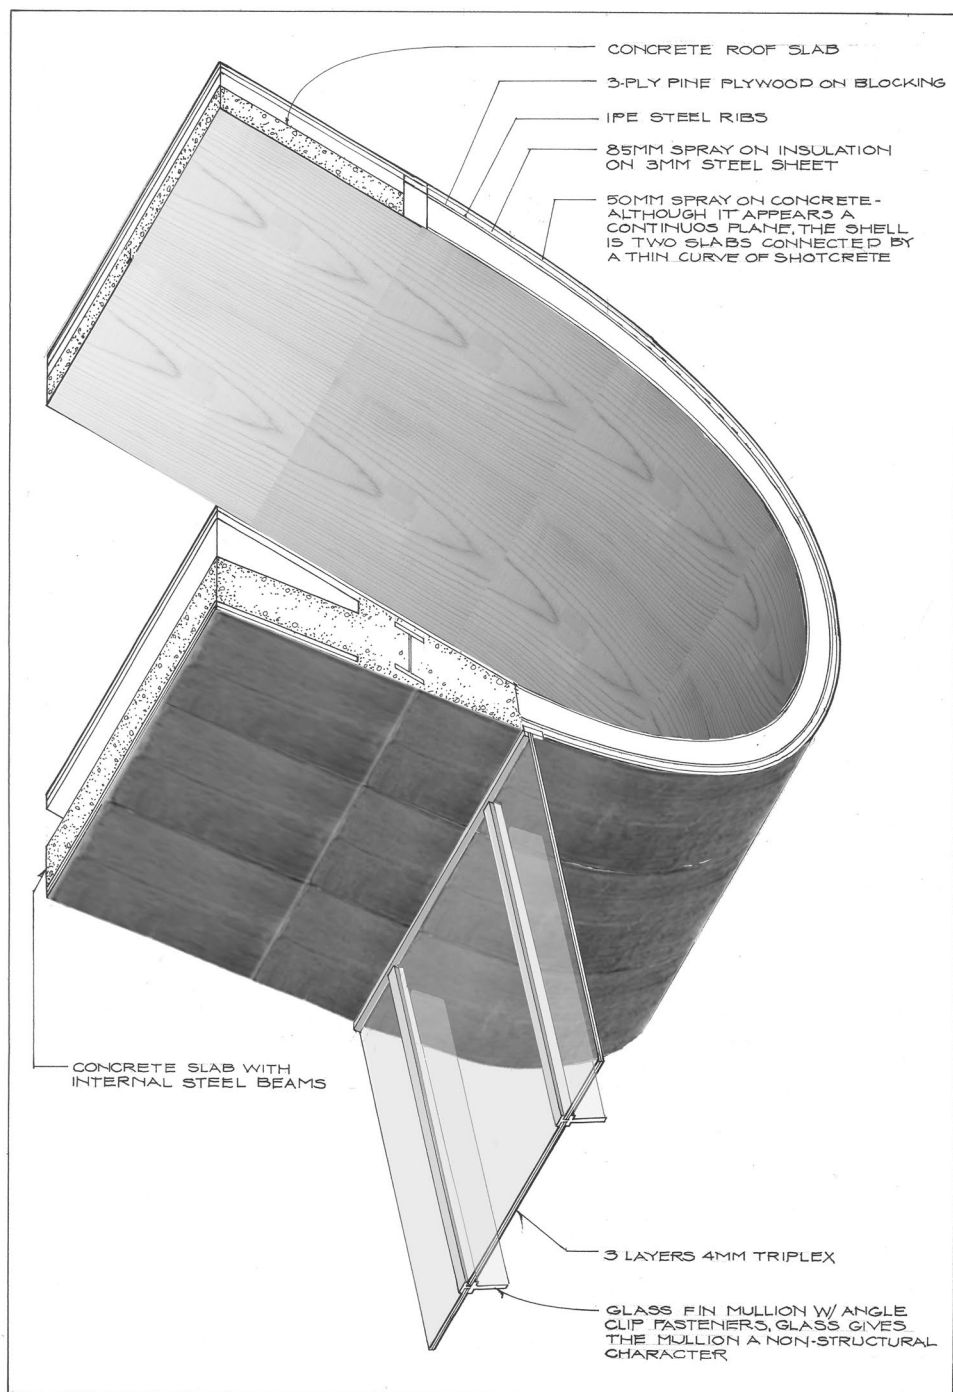 CONCRETE ROOF SLAB
3-PLY PINE PLYWOOD ON BLOCKING
IPE STEEL RIBS
85MM SPRAY ON INSULATION
ON 3MM STEEL SHEET
50MM SPRAY ON CONCRETE-
ALTHOUGH IT APPEARS A
CONTINUOS PLANE, THE SHELL
IS TWO SLABS CONNECTED BY
A THIN CURVE OF SHOTCRETE
CONCRETE SLAB WITH
INTERNAL STEEL BEAMS
3 LAYERS 4MM TRIPLEX
GLASS FIN MULLION W/ ANGLE
CLIP FASTENERS, GLASS GIVES
THE MULLION A NON-STRUCTURAL
CHARACTER